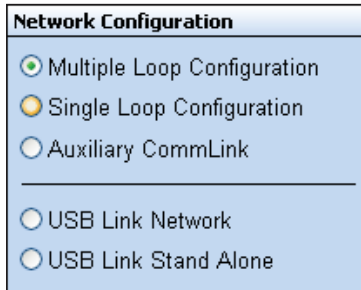 Network Configuration
Multiple Loop Configuration
Single Loop Configuration
Auxiliary CommLink
USB Link Network
USB Link Stand Alone